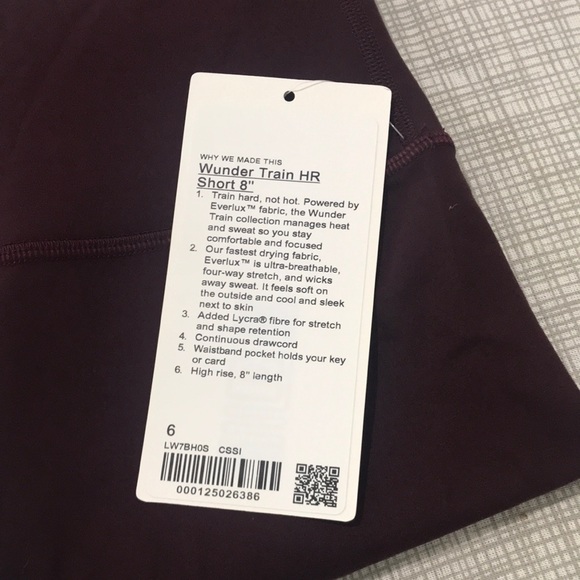 WHY WE MADE THIS
Wunder Train HR
Short 8"
1. Train hard, not hot. Powered by
Everlux™ fabric, the Wunder
Train collection manages heat
and sweat so you stay
comfortable and focused
2. Our fastest drying fabric,
Everlux™ is ultra-breathable,
four-way stretch, and wicks
away sweat. It feels soft on
the outside and cool and sleek
next to skin
3. Added Lycra® fibre for stretch
and shape retention
4. Continuous drawcord
5. Waistband pocket holds your key
or card
6. High rise, 8" length
6
LW7BH0S CSSI
000125026386